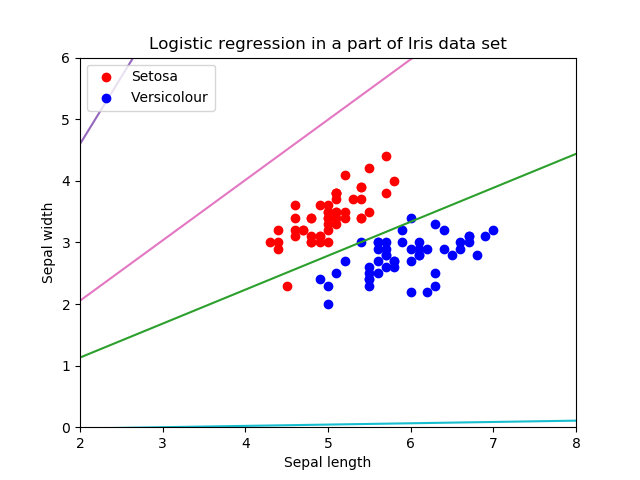 Logistic regression in a part of Iris data set
Setosa
Versicolour
6
5
4
3
2
1
0
Sepal width
2 3 4 5 6 7 8
Sepal length